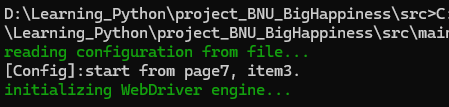 D:\Learning_Python\project_BNU_BigHappiness\src>C:
\Learning_Python\project_BNU_BigHappiness\src\main
reading configuration from file...
[Config]:start from page7, item3.
initializing WebDriver engine...